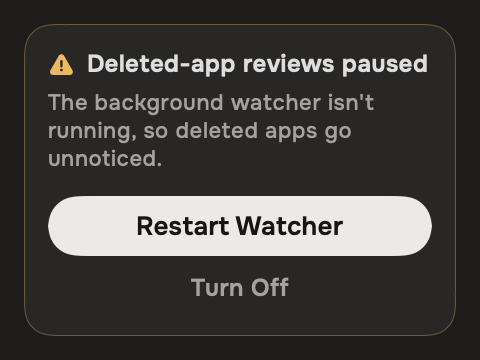 Deleted-app reviews paused
The background watcher isn't
running, so deleted apps go
unnoticed.
Restart Watcher
Turn Off